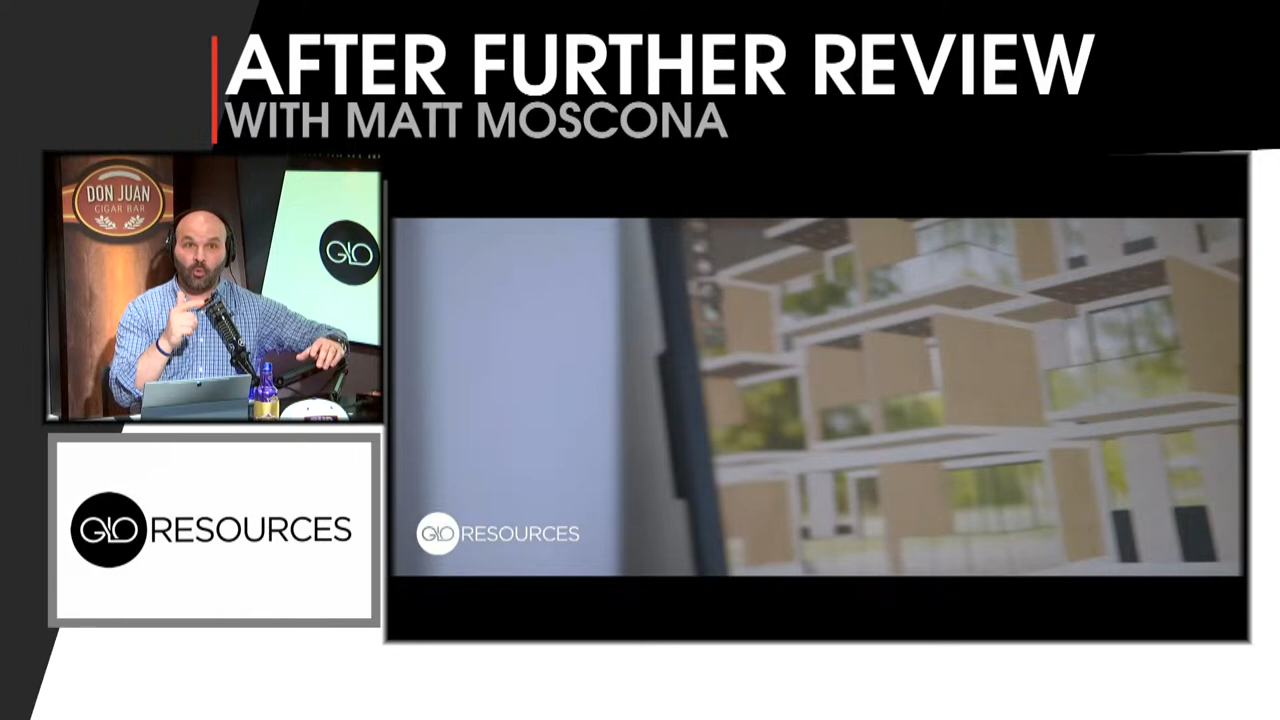 AFTER FURTHER REVIEW
WITH MATT MOSCONA
DON JUAN
CIGAR BAR
GLO
GLO RESOURCES
GLO RESOURCES